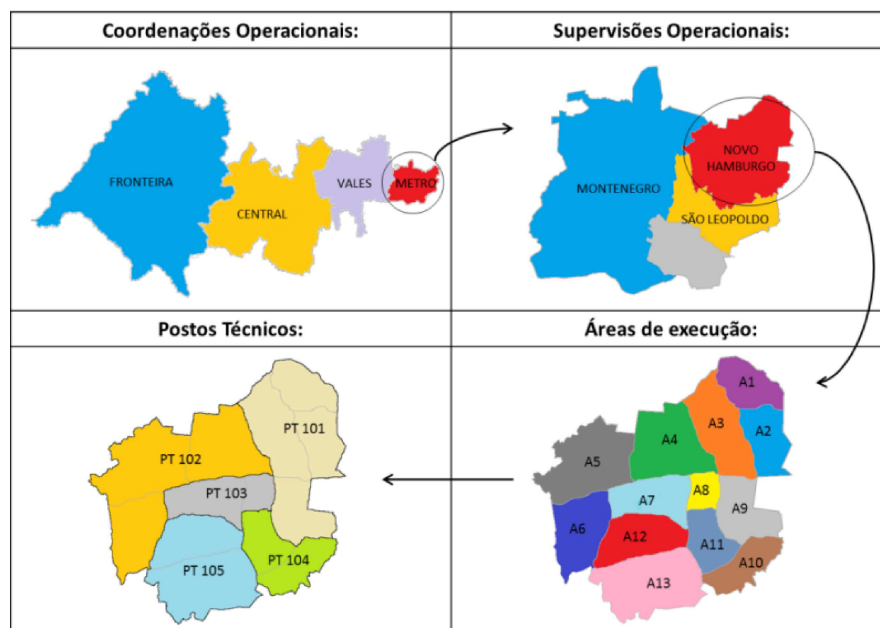 Coordenações Operacionais:
FRONTEIRA
CENTRAL
VALES
METRO
Supervisões Operacionais:
NOVO
HAMBURGO
MONTENEGRO
SÃO LEOPOLDO
Postos Técnicos:
PT 101
PT 102
PT 103
PT 104
PT 105
Áreas de execução:
A1
A2
A3
A4
A5
A6
A7
A8
A9
A12
A11
A10
A13